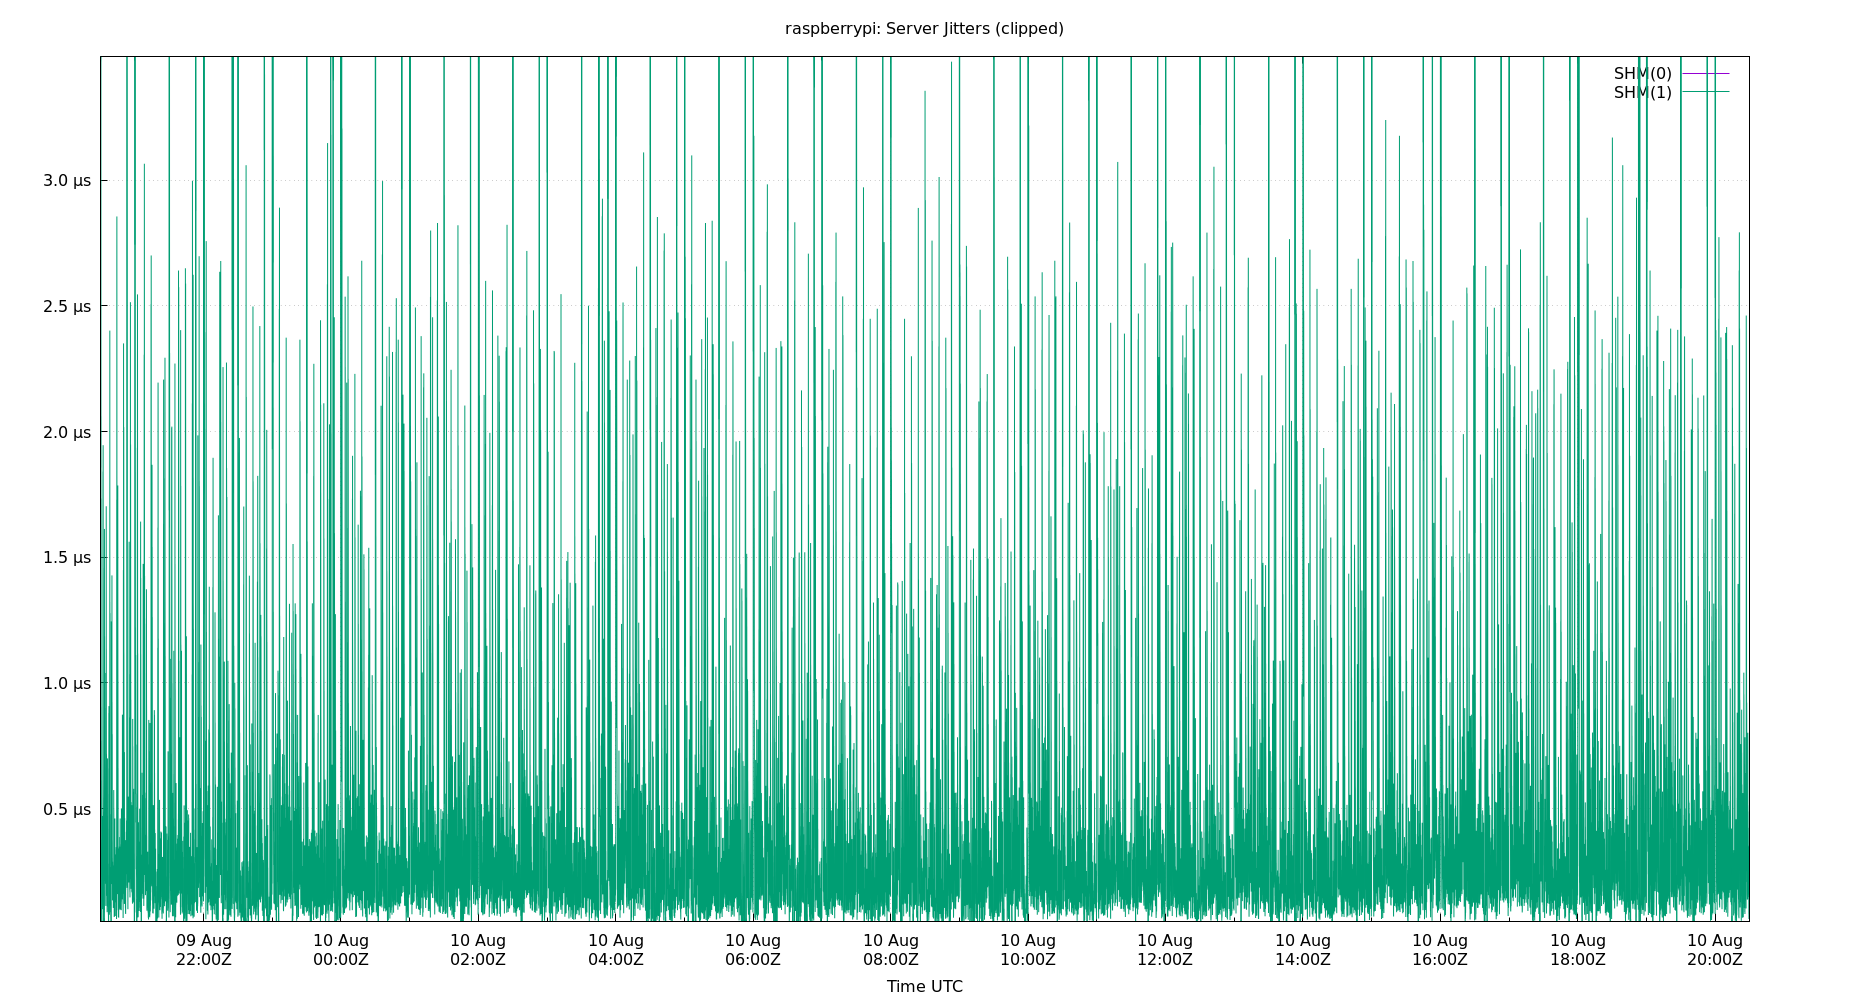 raspberrypi: Server Jitters (clipped)
SHM(0)
SHM(1)
3.0 μs
2.5 μs
2.0 μs
1.5 μs
1.0 μs
0.5 μs
09 Aug 10 Aug 10 Aug 10 Aug 10 Aug 10 Aug 10 Aug 10 Aug 10 Aug 10 Aug 10 Aug 10 Aug
22:00Z 00:00Z 02:00Z 04:00Z 06:00Z 08:00Z 10:00Z 12:00Z 14:00Z 16:00Z 18:00Z 20:00Z
Time UTC